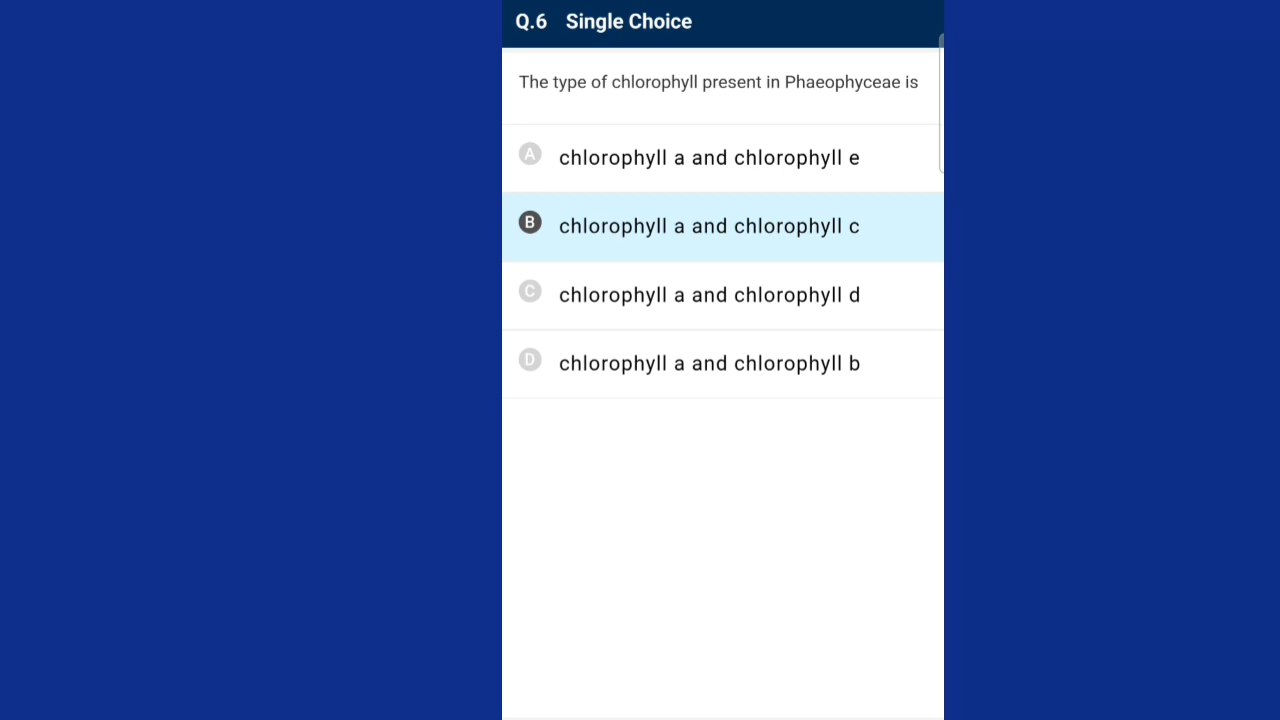 Q.6 Single Choice
The type of chlorophyll present in Phaeophyceae is
A chlorophyll a and chlorophyll e
B chlorophyll a and chlorophyll c
C chlorophyll a and chlorophyll d
D chlorophyll a and chlorophyll b